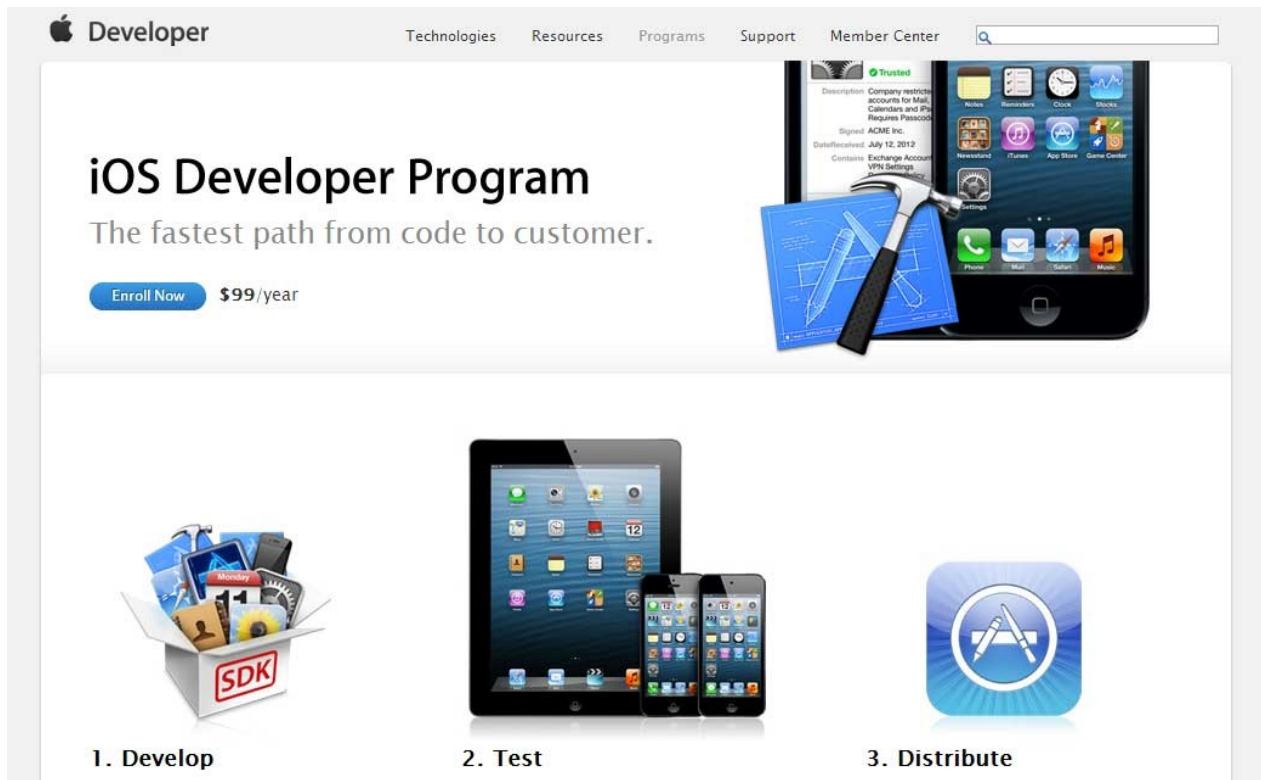 Developer
Technologies Resources Programs Support Member Center
Trusted
Description Company restricte
accounts for Mail,
Calendars and iPs
Requires Passcod
Signed ACME Inc.
DateReceived July 12, 2012
Contains Exchange Account
VPN Settings
Notes Reminders Clock Stocks
Newsstand iTunes App Store Game Center
Settings
Phone Mail Safari Music
iOS Developer Program
The fastest path from code to customer.
Enroll Now $99/year
12
Monday
11
SDK
1. Develop
2. Test
3. Distribute